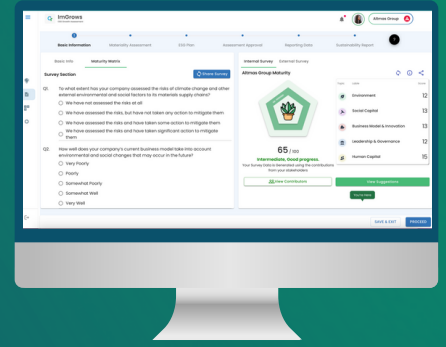 ImGrows
Altmax Group
Basic Information
Materiality Assessment
ESG Plan
Assessment Approval
Reporting Data
Sustainability Report
Basic Info
Maturity Matrix
Survey Section
Share Survey
Q1.
To what extent has your company assessed the risks of climate change and other
external environmental and social factors to its materials supply chains?
We have not assessed the risks at all
We have assessed the risks, but have not taken any action to mitigate them
We have assessed the risks and have taken some action to mitigate them
We have assessed the risks and have taken significant action to mitigate
them
Q2.
How well does your company's current business model take into account
environmental and social changes that may occur in the future?
Very Poorly
Poorly
Somewhat Poorly
Somewhat Well
Very Well
Internal Survey
External Survey
Altmax Group Maturity
65 / 100
Intermediate, Good progress.
Your Survey Data is Generated using the contributions
from your stakeholders
View Contributors
View Suggestions
Environment
12
Social Capital
13
Business Model & Innovation
13
Leadership & Governance
12
Human Capital
15
SAVE & EXIT
PROCEED